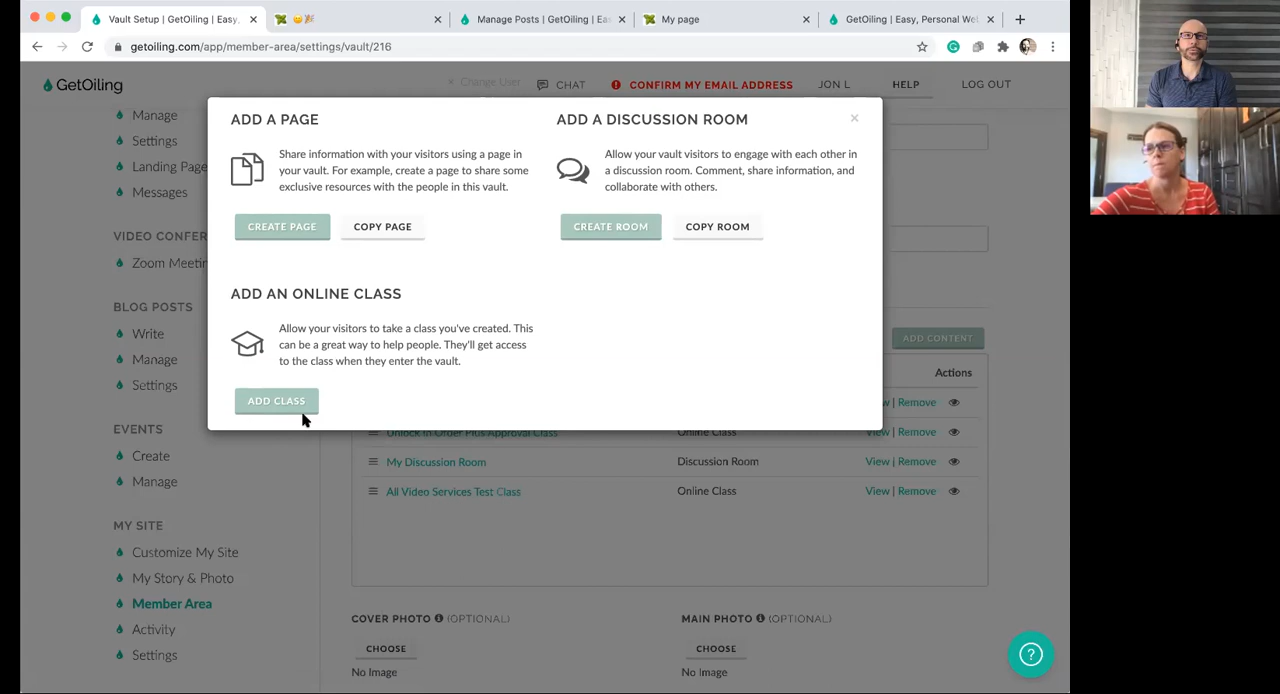 Vault Setup | GetOiling | Easy,
Manage Posts | GetOiling | Eas
My page
GetOiling | Easy, Personal We
getoiling.com/app/member-area/settings/vault/216
GetOiling
Change User
CHAT
CONFIRM MY EMAIL ADDRESS
JON L
HELP
LOG OUT
Manage
Settings
Landing Page
Messages
VIDEO CONFER
Zoom Meetin
BLOG POSTS
Write
Manage
Settings
EVENTS
Create
Manage
MY SITE
Customize My Site
My Story & Photo
Member Area
Activity
Settings
ADD A PAGE
Share information with your visitors using a page in
your vault. For example, create a page to share some
exclusive resources with the people in this vault.
CREATE PAGE
COPY PAGE
ADD A DISCUSSION ROOM
Allow your vault visitors to engage with each other in
a discussion room. Comment, share information, and
collaborate with others.
CREATE ROOM
COPY ROOM
ADD AN ONLINE CLASS
Allow your visitors to take a class you've created. This
can be a great way to help people. They'll get access
to the class when they enter the vault.
ADD CLASS
ADD CONTENT
Actions
w | Remove
Unlock In Order Plus Approval Class Online Class View | Remove
My Discussion Room Discussion Room View | Remove
All Video Services Test Class Online Class View | Remove
COVER PHOTO (OPTIONAL)
CHOOSE
No Image
MAIN PHOTO (OPTIONAL)
CHOOSE
No Image